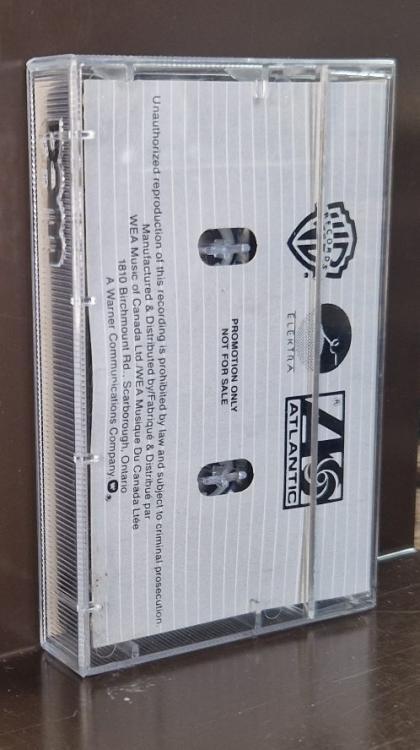 WB
RECORDS
ELEKTRA
ATLANTIC
PROMOTION ONLY
NOT FOR SALE
Unauthorized reproduction of this recording is prohibited by law and subject to criminal prosecution.
Manufactured & Distributed by/Fabriqué & Distribué par
WEA Music of Canada Ltd./WEA Musique Du Canada Ltée
1810 Birchmount Rd., Scarborough, Ontario
A Warner Communications Company